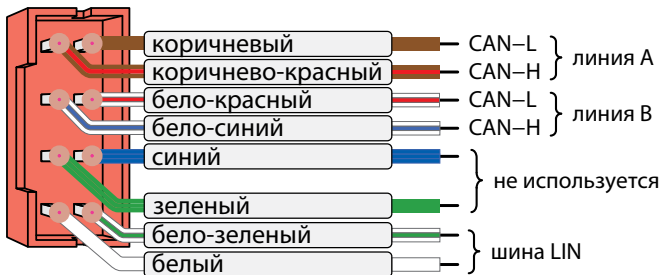 коричневый CAN–L
коричнево-красный CAN–H
линия A
бело-красный CAN–L
бело-синий CAN–H
линия B
синий
не используется
зеленый
бело-зеленый
шина LIN
белый